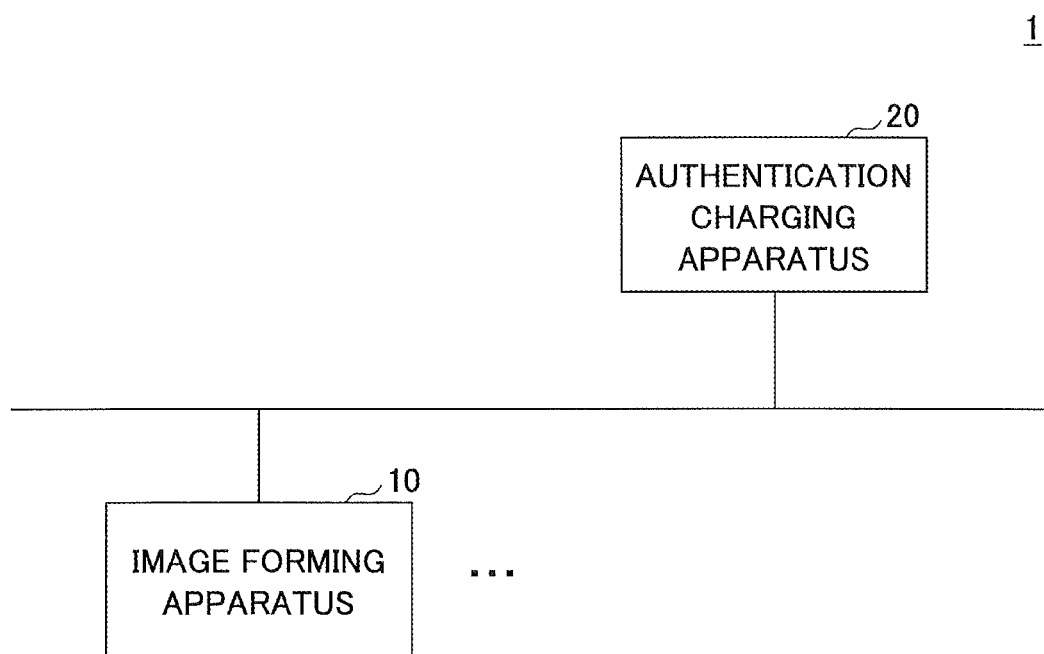 1
20
AUTHENTICATION
CHARGING
APPARATUS
10
IMAGE FORMING
APPARATUS
...